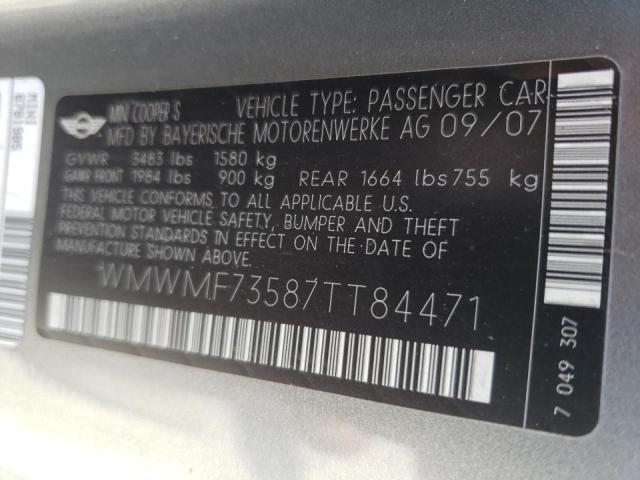 MINI COOPER S VEHICLE TYPE: PASSENGER CAR
MFD BY BAYERISCHE MOTORENWERKE AG 09/07
GVWR 3483 lbs 1580 kg
GAWR FRONT 1984 lbs 900 kg REAR 1664 lbs 755 kg
THIS VEHICLE CONFORMS TO ALL APPLICABLE U.S.
FEDERAL MOTOR VEHICLE SAFETY, BUMPER AND THEFT
PREVENTION STANDARDS IN EFFECT ON THE DATE OF
MANUFACTURE SHOWN ABOVE.
WMWMF73587TT84471
7 049 307
MINI